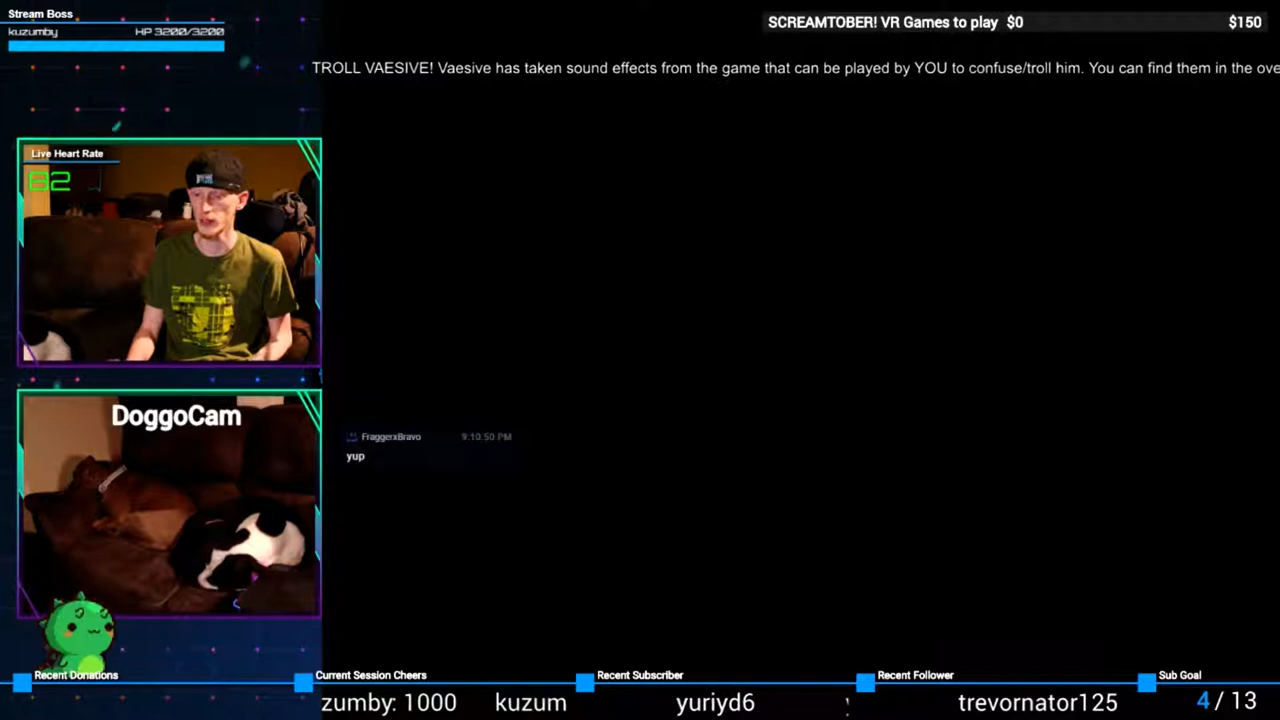 Stream Boss
kuzumby HP 3200/3200
SCREAMTOBER! VR Games to play $0 $150
TROLL VAESIVE! Vaesive has taken sound effects from the game that can be played by YOU to confuse/troll him. You can find them in the ove
Live Heart Rate
82
DoggoCam
FraggerxBravo 9:10:50 PM
yup
Recent Donations
Current Session Cheers
zumby: 1000 kuzum
Recent Subscriber
yuriyd6
Recent Follower
trevornator125
Sub Goal
4 / 13